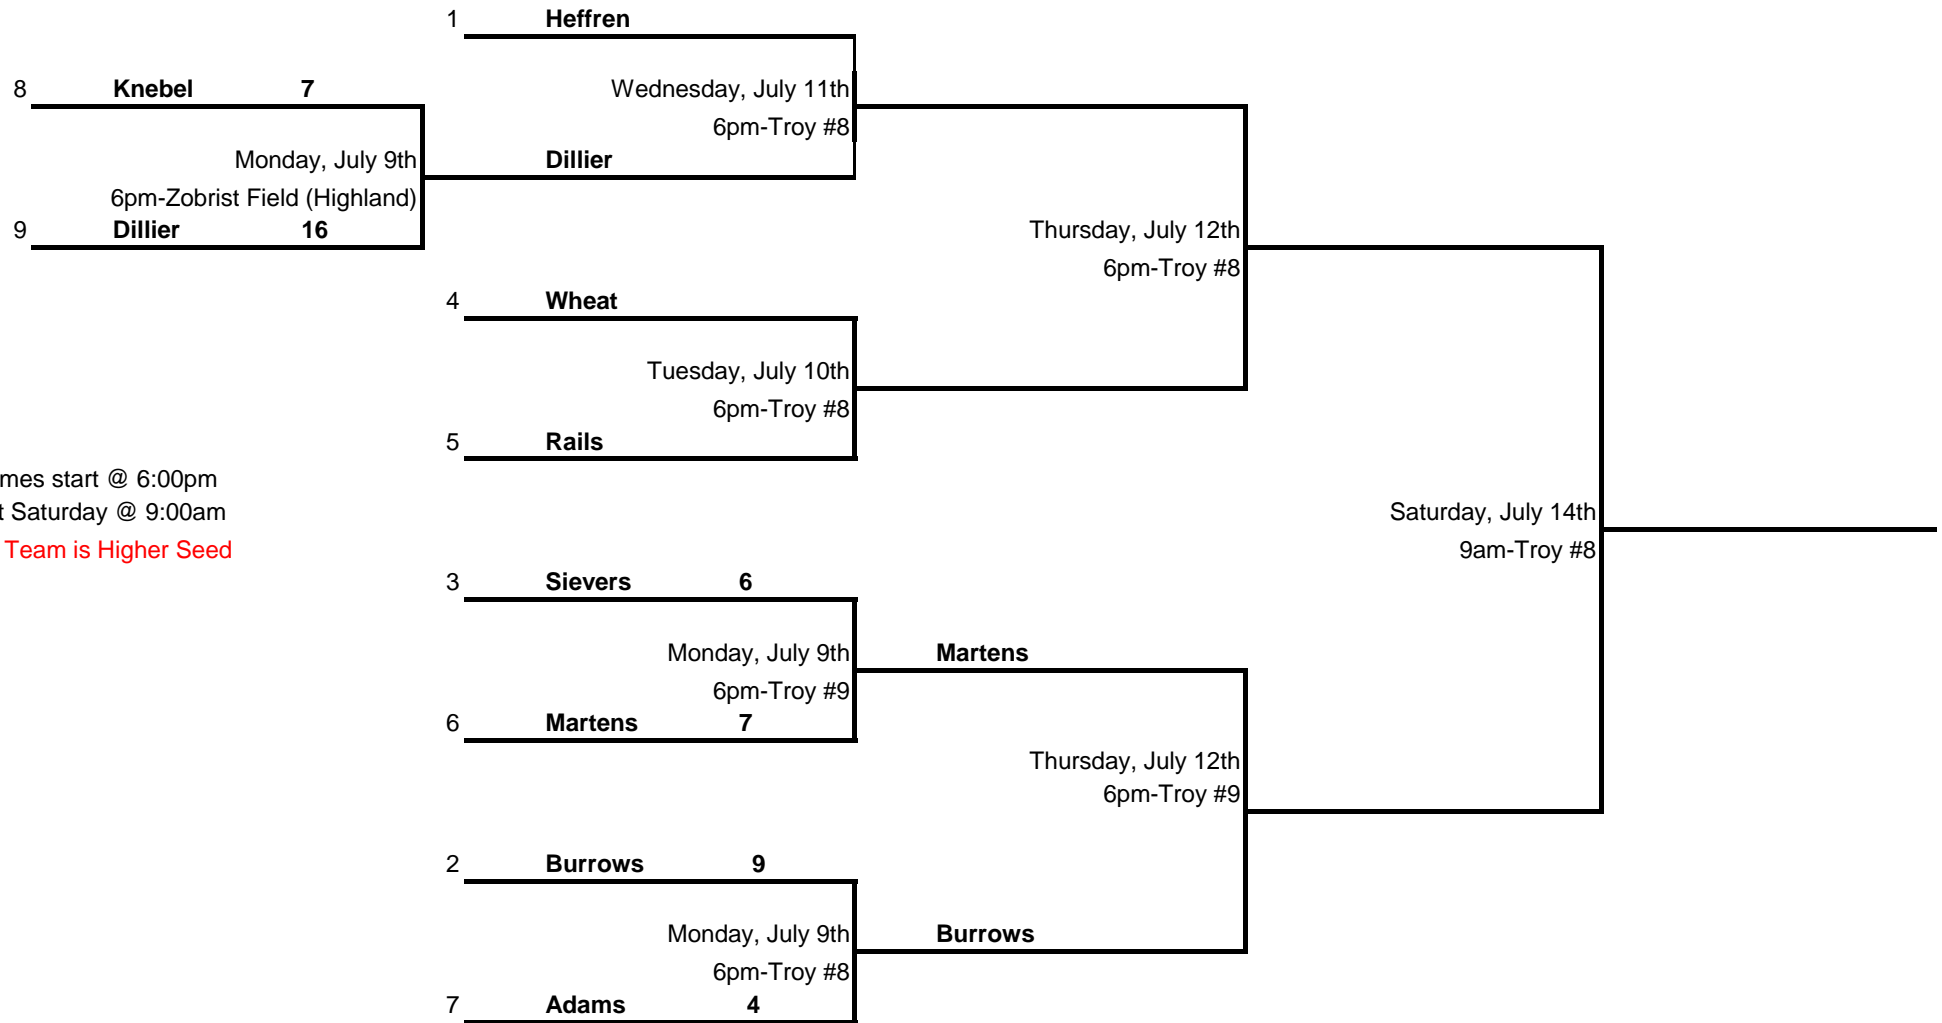 1 Heffren
8 Knebel 7
Wednesday, July 11th
6pm-Troy #8
Monday, July 9th
Dillier
6pm-Zobrist Field (Highland)
9 Dillier 16
Thursday, July 12th
6pm-Troy #8
4 Wheat
Tuesday, July 10th
6pm-Troy #8
5 Rails
mes start @ 6:00pm
t Saturday @ 9:00am
Team is Higher Seed
Saturday, July 14th
9am-Troy #8
3 Sievers 6
Monday, July 9th
Martens
6pm-Troy #9
6 Martens 7
Thursday, July 12th
6pm-Troy #9
2 Burrows 9
Monday, July 9th
Burrows
6pm-Troy #8
7 Adams 4